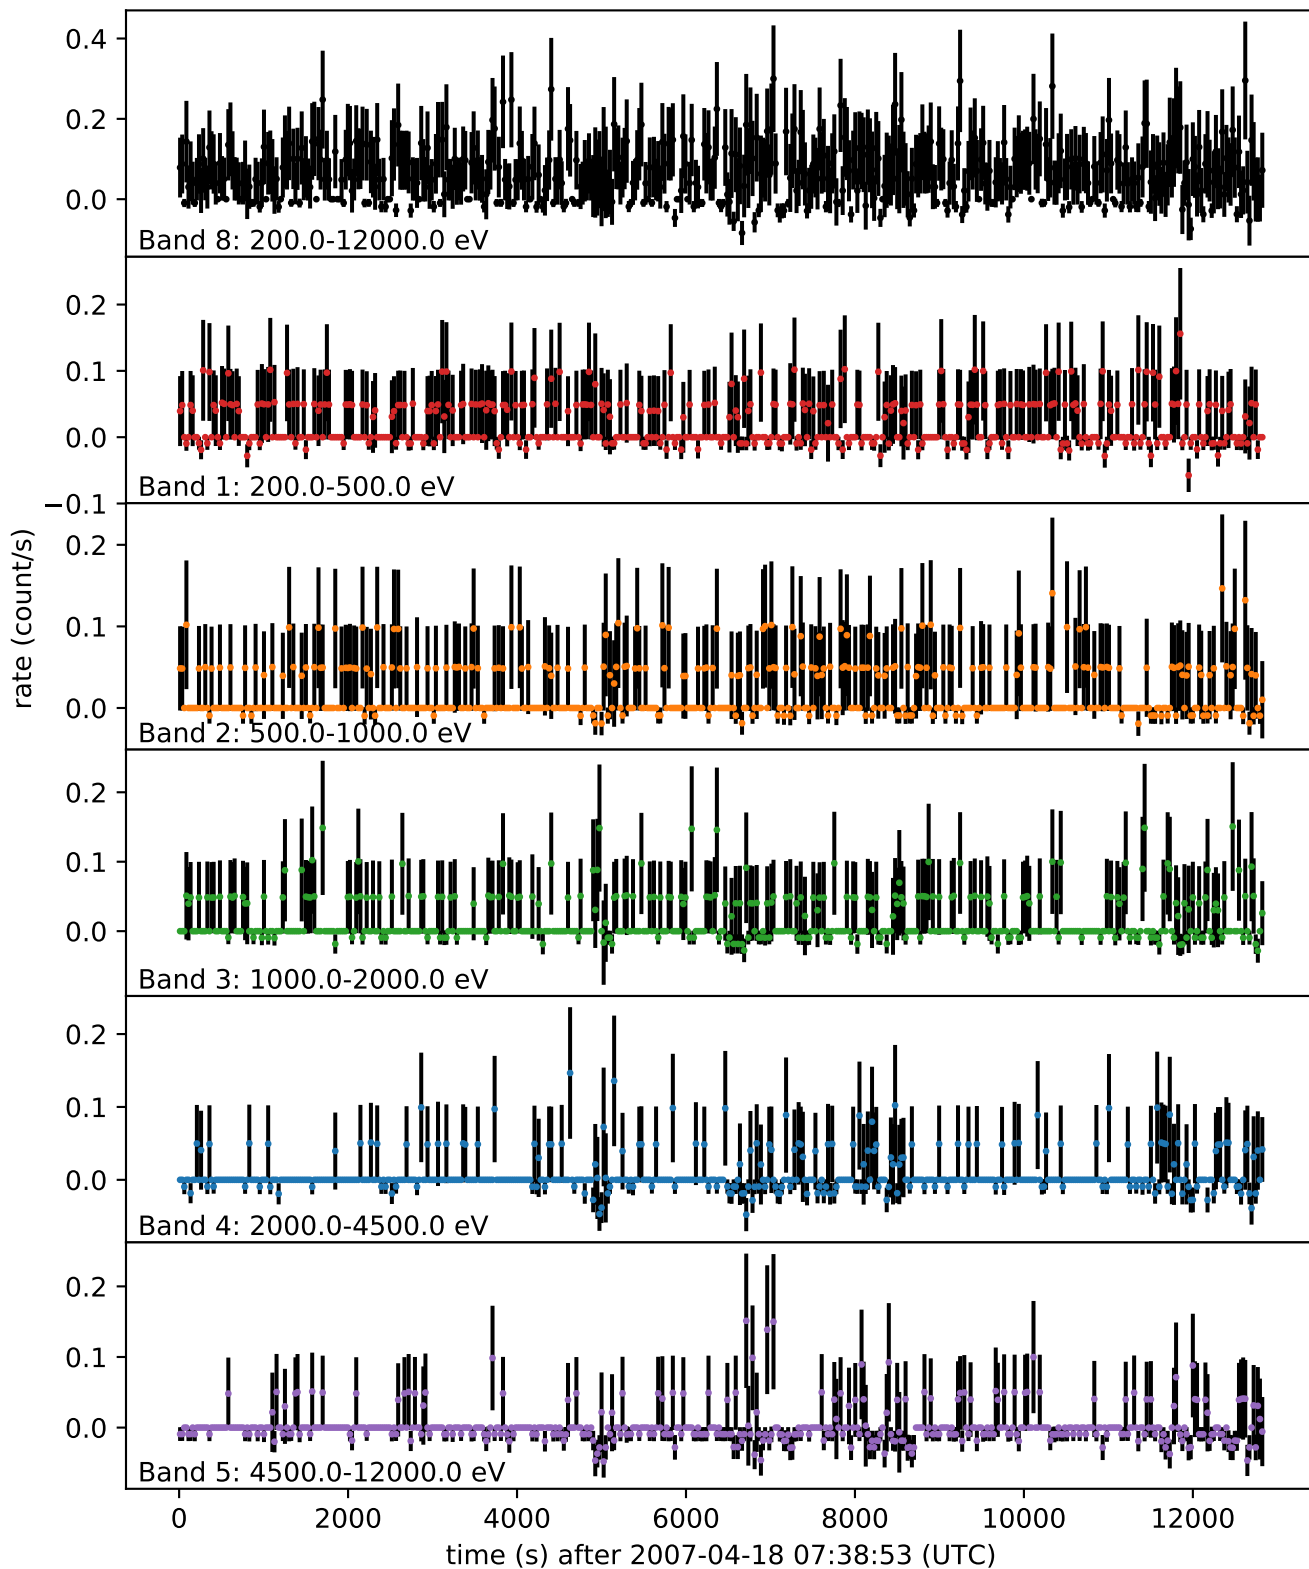 0.4
0.2
0.0
Band 8: 200.0-12000.0 eV
0.2
0.1
0.0
−0.1
Band 1: 200.0-500.0 eV
0.2
0.1
0.0
Band 2: 500.0-1000.0 eV
rate (count/s)
0.2
0.1
0.0
Band 3: 1000.0-2000.0 eV
0.2
0.1
0.0
Band 4: 2000.0-4500.0 eV
0.2
0.1
0.0
Band 5: 4500.0-12000.0 eV
0 2000 4000 6000 8000 10000 12000
time (s) after 2007-04-18 07:38:53 (UTC)